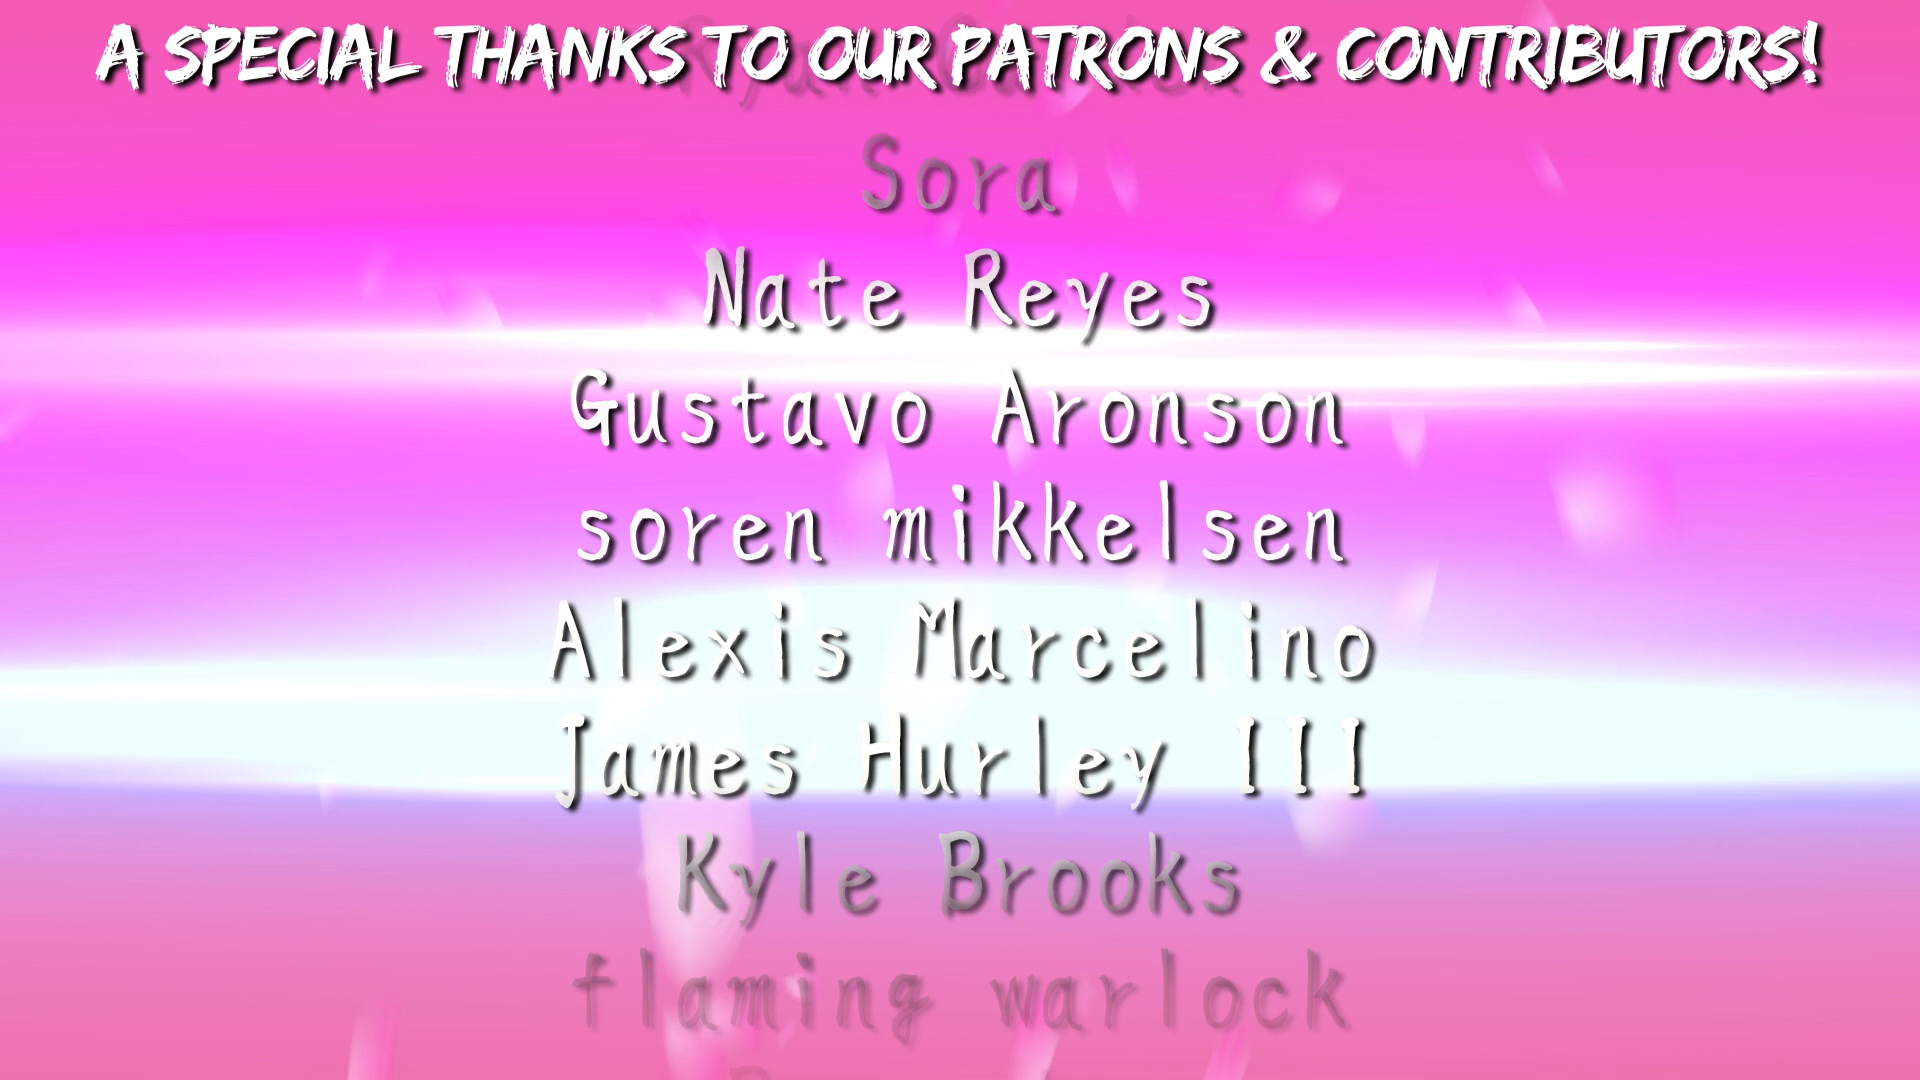 A SPECIAL THANKS TO OUR PATRONS & CONTRIBUTORS!
Sora
Nate Reyes
Gustavo Aronson
soren mikkelsen
Alexis Marcelino
James Hurley III
Kyle Brooks
flaming warlock